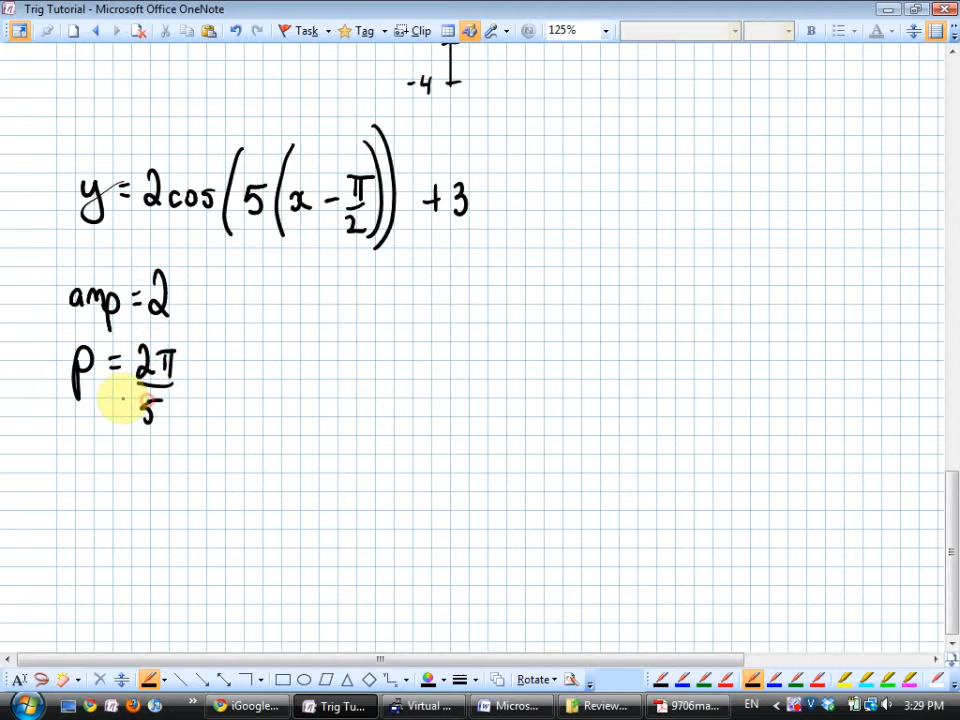 Trig Tutorial - Microsoft Office OneNote
Task Tag Clip 125% B A
-4
y = 2cos(5(x - π/2)) + 3
amp = 2
p = 2π/5
A Rotate
iGoogle... Trig Tu... Virtual ... Micros... Review... 9706ma... EN 3:29 PM